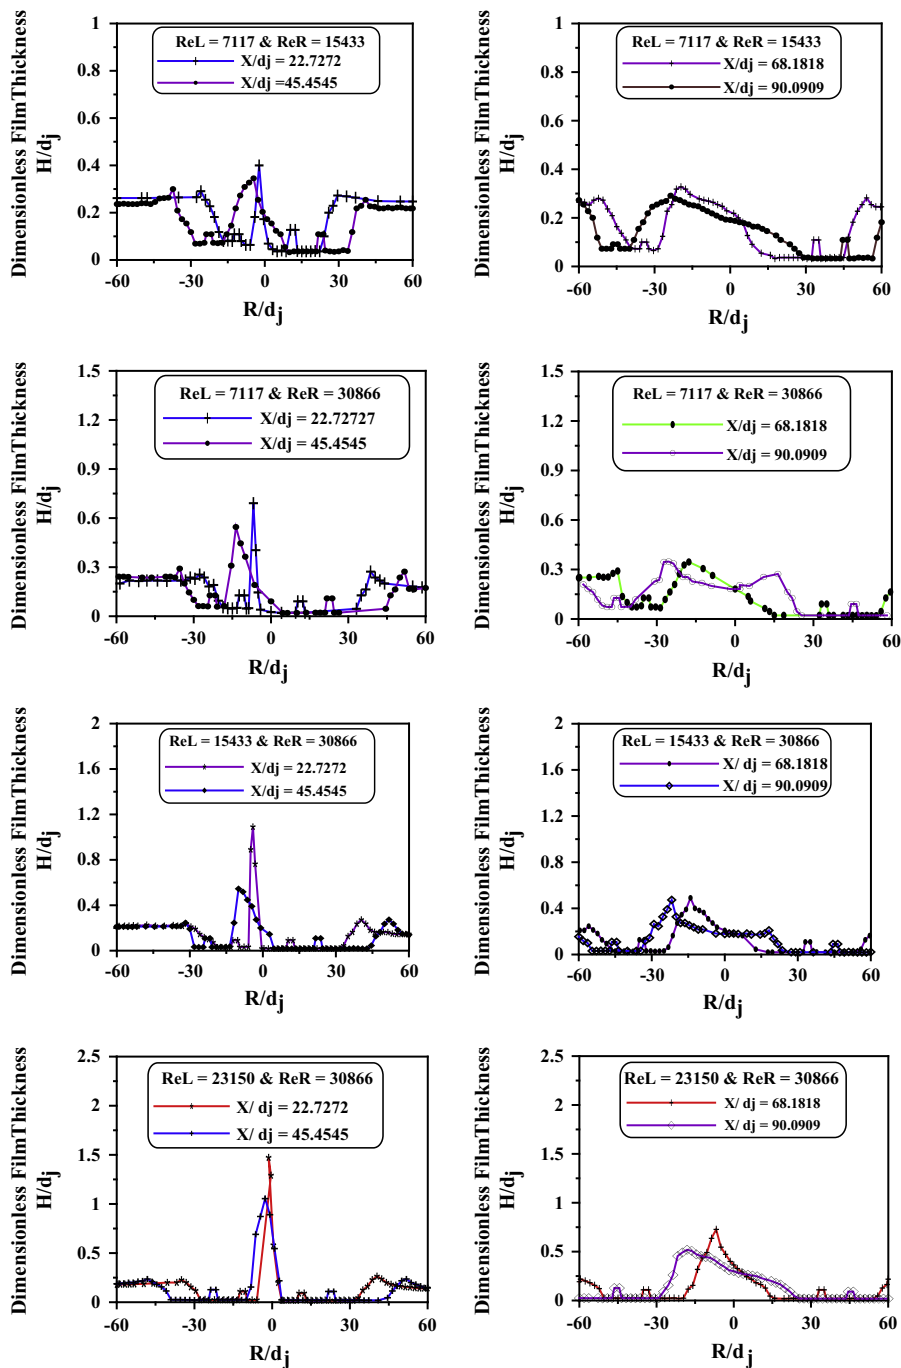 Dimensionless FilmThickness
H/dj
1
0.8
0.6
0.4
0.2
0
ReL = 7117 & ReR = 15433
X/dj = 22.7272
X/dj =45.4545
-60 -30 0 30 60
R/dj
Dimensionless FilmThickness
H/dj
1
0.8
0.6
0.4
0.2
0
ReL = 7117 & ReR = 15433
X/dj = 68.1818
X/dj = 90.0909
-60 -30 0 30 60
R/dj
Dimensionless FilmThickness
H/dj
1.5
1.2
0.9
0.6
0.3
0
ReL = 7117 & ReR = 30866
X/dj = 22.72727
X/dj = 45.4545
-60 -30 0 30 60
R/dj
Dimensionless FilmThickness
H/dj
1.5
1.2
0.9
0.6
0.3
0
ReL = 7117 & ReR = 30866
X/dj = 68.1818
X/dj = 90.0909
-60 -30 0 30 60
R/dj
Dimensionless FilmThickness
H/dj
2
1.6
1.2
0.8
0.4
0
ReL = 15433 & ReR = 30866
X/dj = 22.7272
X/dj = 45.4545
-60 -30 0 30 60
R/dj
Dimensionless FilmThickness
H/dj
2
1.6
1.2
0.8
0.4
0
ReL = 15433 & ReR = 30866
X/dj = 68.1818
X/ dj = 90.0909
-60 -30 0 30 60
R/dj
Dimensionless FilmThickness
H/dj
2.5
2
1.5
1
0.5
0
ReL = 23150 & ReR = 30866
X/ dj = 22.7272
X/ dj = 45.4545
-60 -30 0 30 60
R/dj
Dimensionless FilmThickness
H/dj
2.5
2
1.5
1
0.5
0
ReL = 23150 & ReR = 30866
X/ dj = 68.1818
X/ dj = 90.0909
-60 -30 0 30 60
R/dj